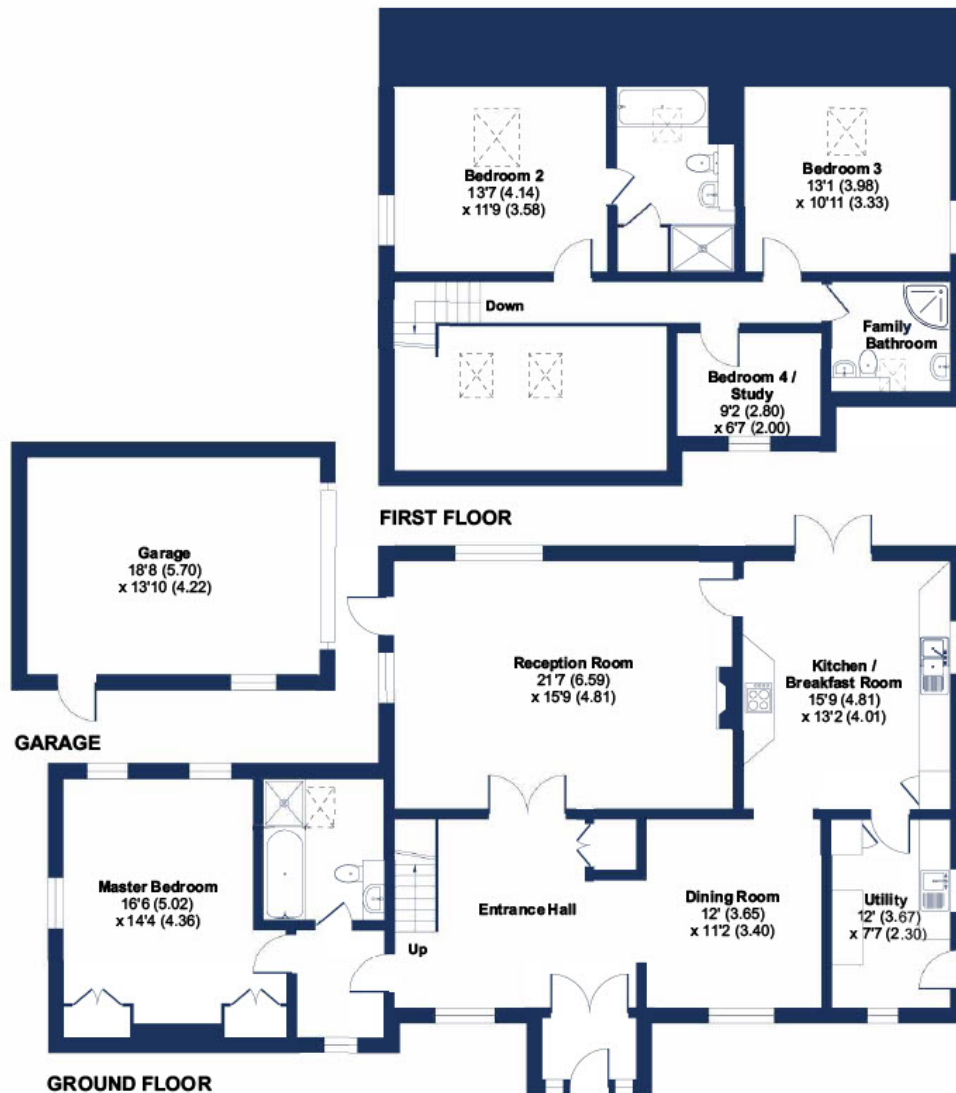 Bedroom 2
13'7 (4.14)
x 11'9 (3.58)
Bedroom 3
13'1 (3.98)
x 10'11 (3.33)
Down
Family
Bathroom
Bedroom 4 /
Study
9'2 (2.80)
x 6'7 (2.00)
FIRST FLOOR
Garage
18'8 (5.70)
x 13'10 (4.22)
GARAGE
Reception Room
21'7 (6.59)
x 15'9 (4.81)
Kitchen /
Breakfast Room
15'9 (4.81)
x 13'2 (4.01)
Master Bedroom
16'6 (5.02)
x 14'4 (4.36)
Up
Entrance Hall
Dining Room
12' (3.65)
x 11'2 (3.40)
Utility
12' (3.67)
x 7'7 (2.30)
GROUND FLOOR